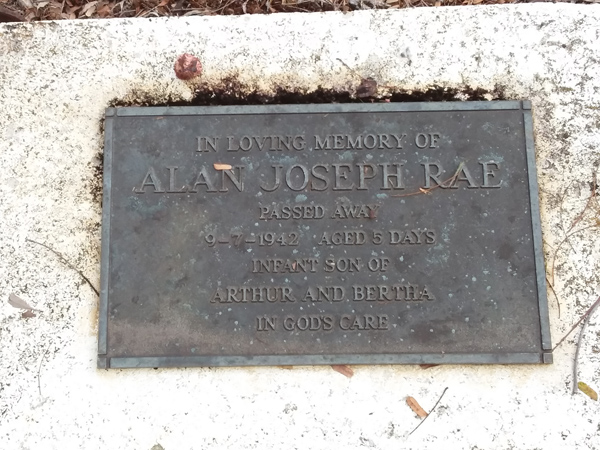 IN LOVING MEMORY OF
ALAN JOSEPH RAE
PASSED AWAY
9-7-1942 AGED 5 DAYS
INFANT SON OF
ARTHUR AND BERTHA
IN GOD'S CARE